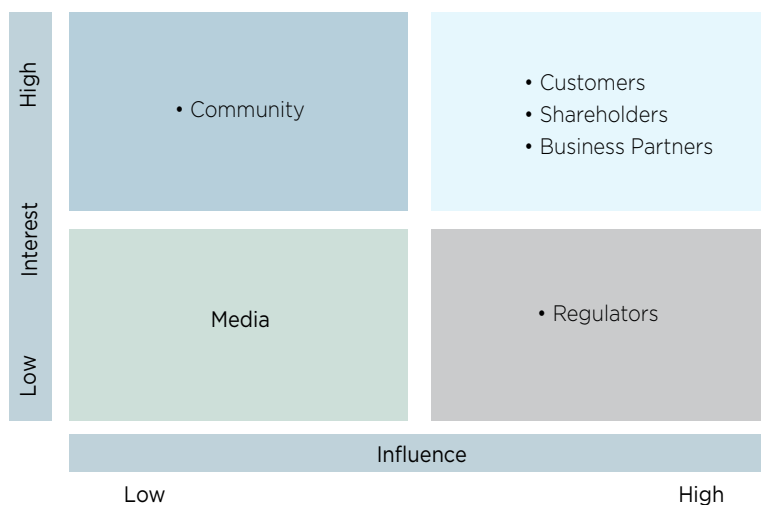 High
• Community
• Customers
• Shareholders
• Business Partners
Interest
Low
Media
• Regulators
Influence
Low
High